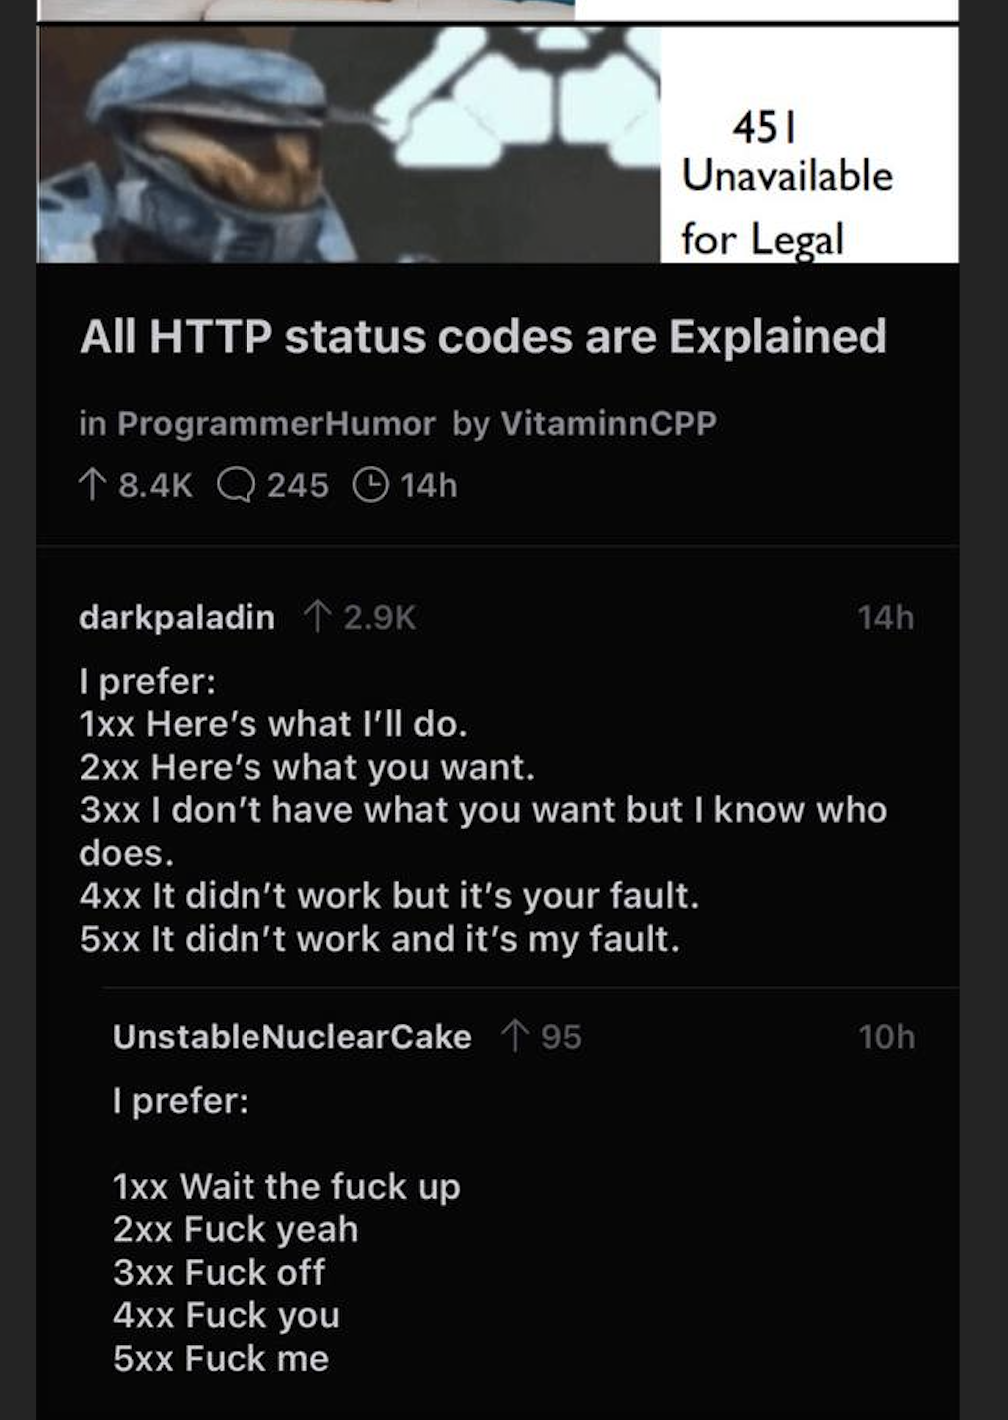 451
Unavailable
for Legal
All HTTP status codes are Explained
in ProgrammerHumor by VitaminnCPP
8.4K 245 14h
darkpaladin 2.9K 14h
I prefer:
1xx Here’s what I’ll do.
2xx Here’s what you want.
3xx I don’t have what you want but I know who
does.
4xx It didn’t work but it’s your fault.
5xx It didn’t work and it’s my fault.
UnstableNuclearCake 95 10h
I prefer:
1xx Wait the fuck up
2xx Fuck yeah
3xx Fuck off
4xx Fuck you
5xx Fuck me